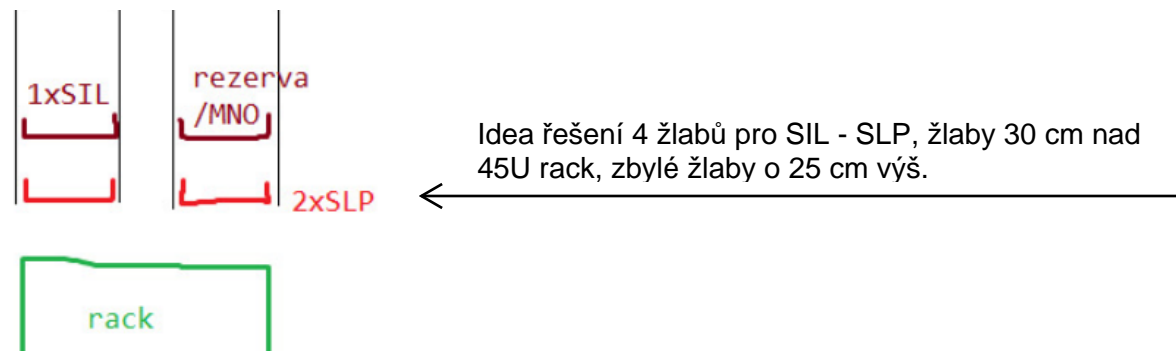 1xSIL
rezerva
/MNO
2xSLP
rack
Idea řešení 4 žlabů pro SIL - SLP, žlaby 30 cm nad
45U rack, zbylé žlaby o 25 cm výš.